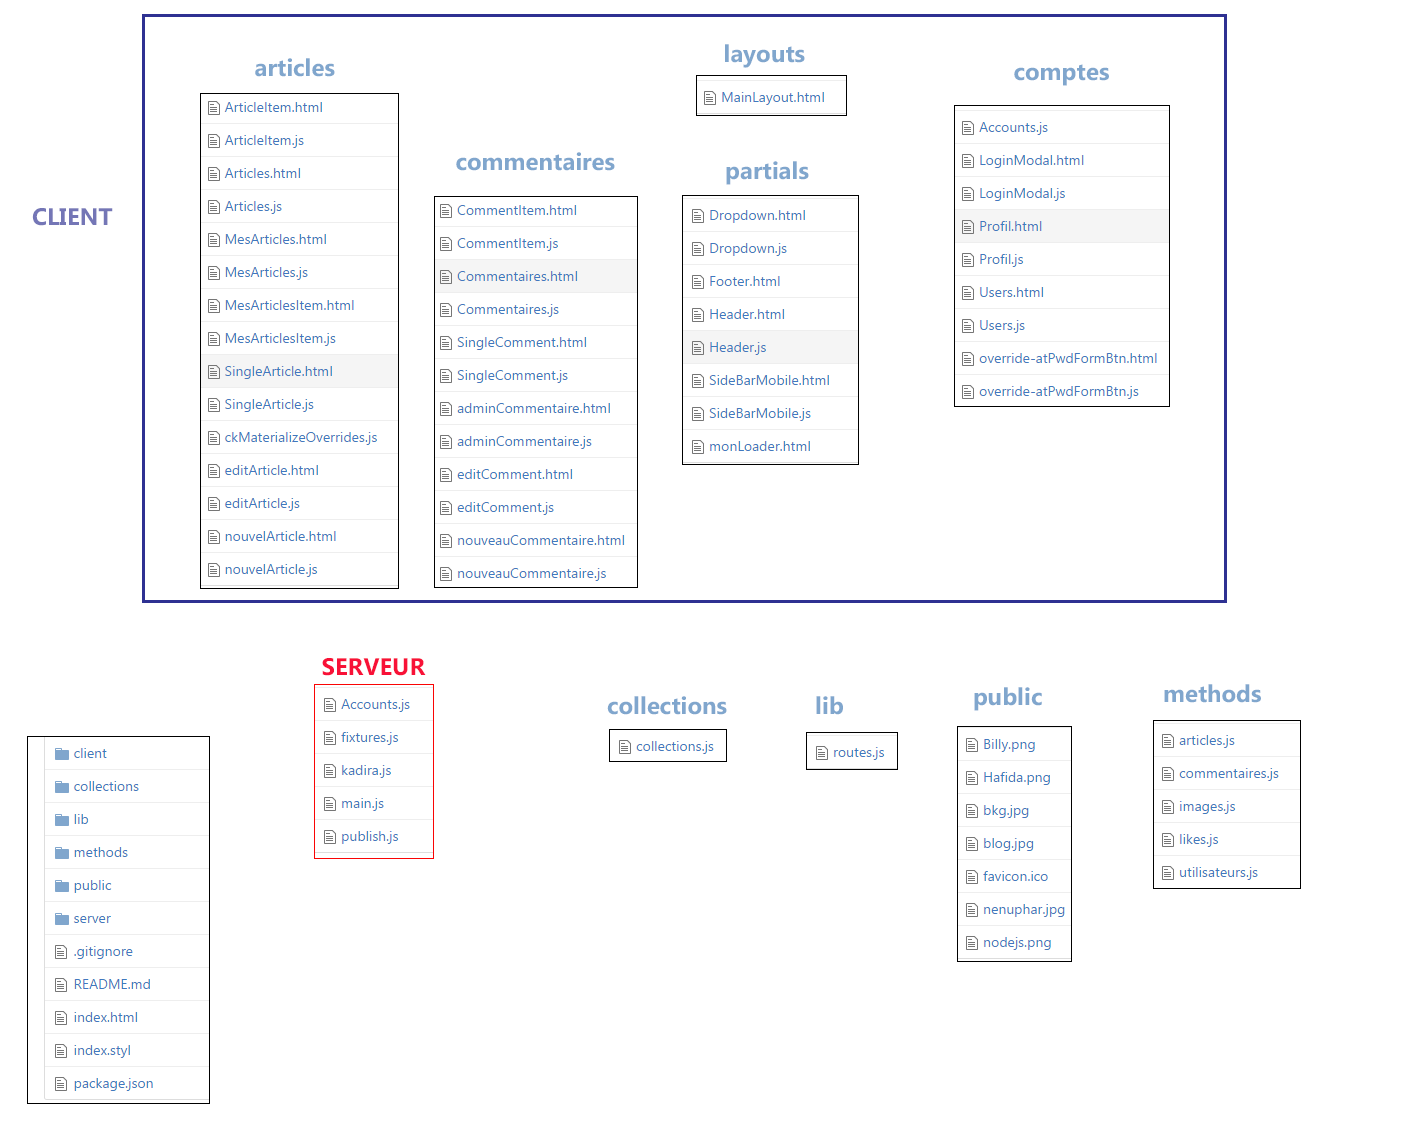 CLIENT
articles
ArticleItem.html
ArticleItem.js
Articles.html
Articles.js
MesArticles.html
MesArticles.js
MesArticlesItem.html
MesArticlesItem.js
SingleArticle.html
SingleArticle.js
ckMaterializeOverrides.js
editArticle.html
editArticle.js
nouvelArticle.html
nouvelArticle.js
commentaires
CommentItem.html
CommentItem.js
Commentaires.html
Commentaires.js
SingleComment.html
SingleComment.js
adminCommentaire.html
adminCommentaire.js
editComment.html
editComment.js
nouveauCommentaire.html
nouveauCommentaire.js
layouts
MainLayout.html
partials
Dropdown.html
Dropdown.js
Footer.html
Header.html
Header.js
SideBarMobile.html
SideBarMobile.js
monLoader.html
comptes
Accounts.js
LoginModal.html
LoginModal.js
Profil.html
Profil.js
Users.html
Users.js
override-atPwdFormBtn.html
override-atPwdFormBtn.js
client
collections
lib
methods
public
server
.gitignore
README.md
index.html
index.styl
package.json
SERVEUR
Accounts.js
fixtures.js
kadira.js
main.js
publish.js
collections
collections.js
lib
routes.js
public
Billy.png
Hafida.png
bkg.jpg
blog.jpg
favicon.ico
nenuphar.jpg
nodejs.png
methods
articles.js
commentaires.js
images.js
likes.js
utilisateurs.js